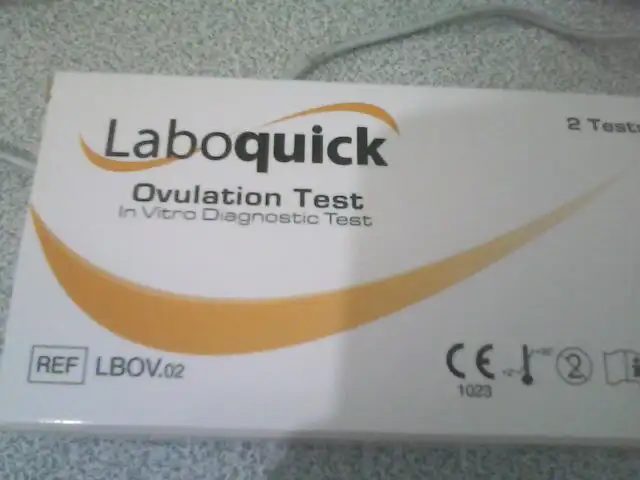 Laboquick
2 Tests
Ovulation Test
In Vitro Diagnostic Test
REF LBOV.02
CE
1023